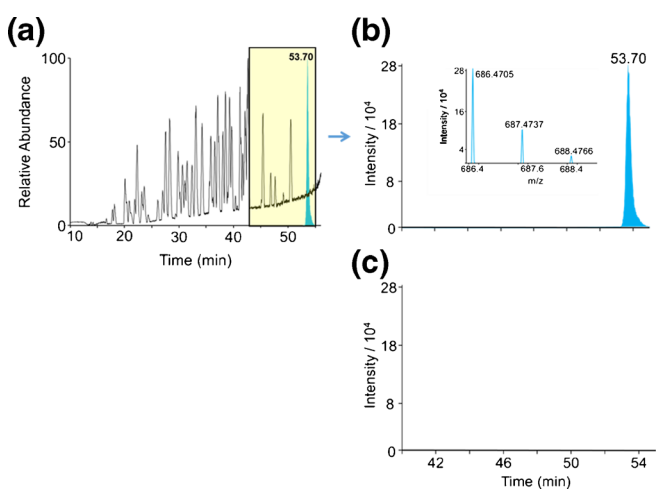 (a)
Relative Abundance
100
50
0
53.70
10 20 30 40 50
Time (min)
(b)
Intensity / 10⁴
28
18
8
0
53.70
Intensity / 10⁴
28
16
4
686.4705
687.4737
688.4766
686.4 687.6 688.4
m/z
(c)
Intensity / 10⁴
28
18
8
0
42 46 50 54
Time (min)